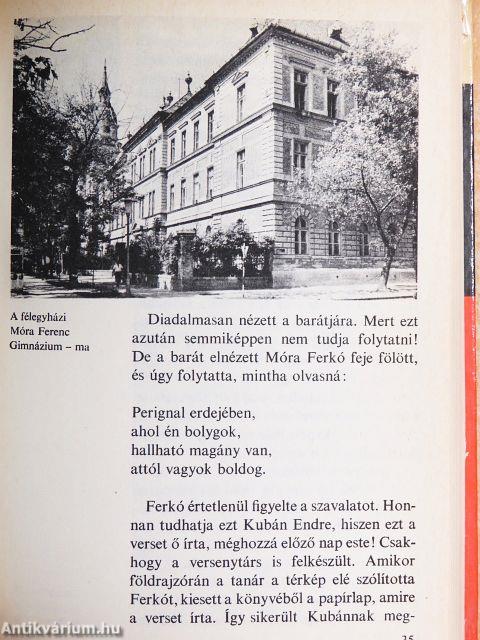 A félegyházi
Móra Ferenc
Gimnázium – ma
Diadalmasan nézett a barátjára. Mert ezt
azután semmiképpen nem tudja folytatni!
De a barát elnézett Móra Ferkó feje fölött,
és úgy folytatta, mintha olvasná:
Perignal erdejében,
ahol én bolygok,
hallható magány van,
attól vagyok boldog.
Ferkó értetlenül figyelte a szavalatot. Hon-
nan tudhatja ezt Kubán Endre, hiszen ezt a
verset ő írta, méghozzá előző nap este! Csak-
hogy a versenytárs is felkészült. Amikor
földrajzórán a tanár a térkép elé szólította
Ferkót, kiesett a könyvéből a papírlap, amire
a verset írta. Így sikerült Kubánnak meg-
25
Antikvárium.hu